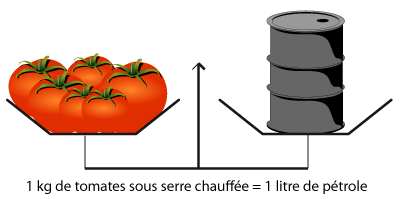 1 kg de tomates sous serre chauffée = 1 litre de pétrole